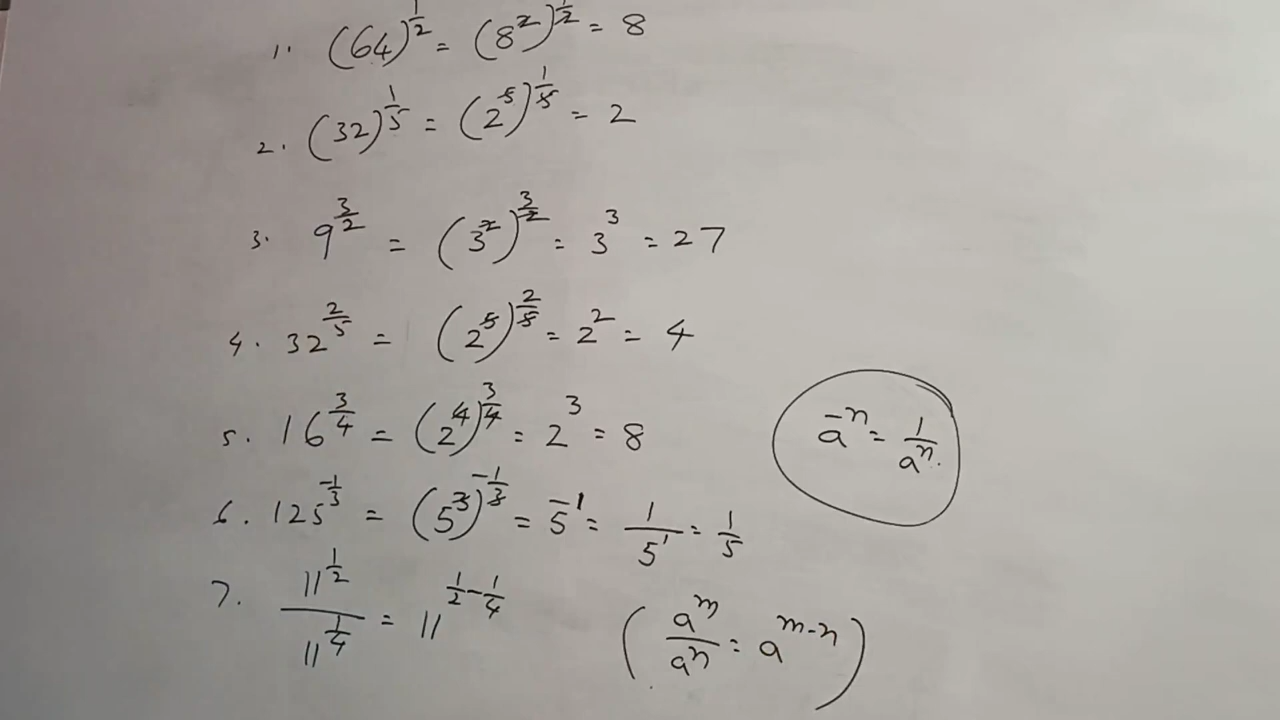 1. (64)^{1/2} = (8^2)^{1/2} = 8
2. (32)^{1/5} = (2^5)^{1/5} = 2
3. 9^{3/2} = (3^2)^{3/2} = 3^3 = 27
4. 32^{2/5} = (2^5)^{2/5} = 2^2 = 4
5. 16^{3/4} = (2^4)^{3/4} = 2^3 = 8
a^{-n} = 1/a^n.
6. 125^{-1/3} = (5^3)^{-1/3} = 5^{-1} = 1/5^1 = 1/5
7. 11^{1/2}/11^{1/4} = 11^{1/2 - 1/4}
(a^m/a^n = a^{m-n})